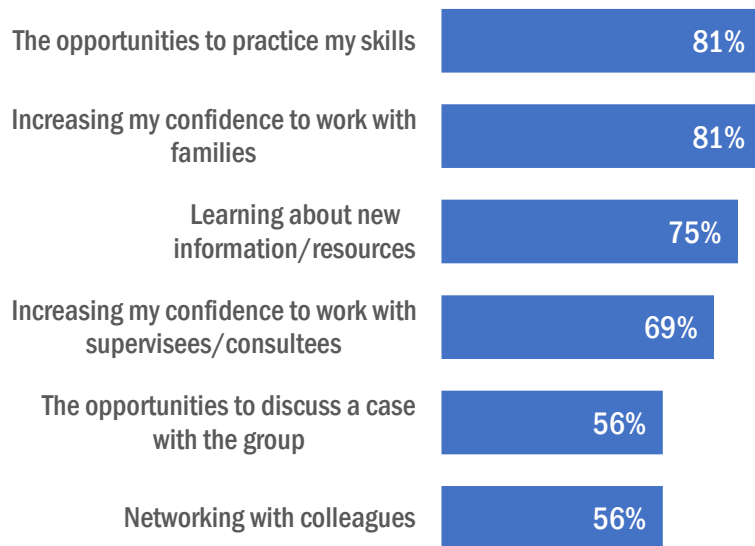 The opportunities to practice my skills
81%
Increasing my confidence to work with
families
81%
Learning about new
information/resources
75%
Increasing my confidence to work with
supervisees/consultees
69%
The opportunities to discuss a case
with the group
56%
Networking with colleagues
56%